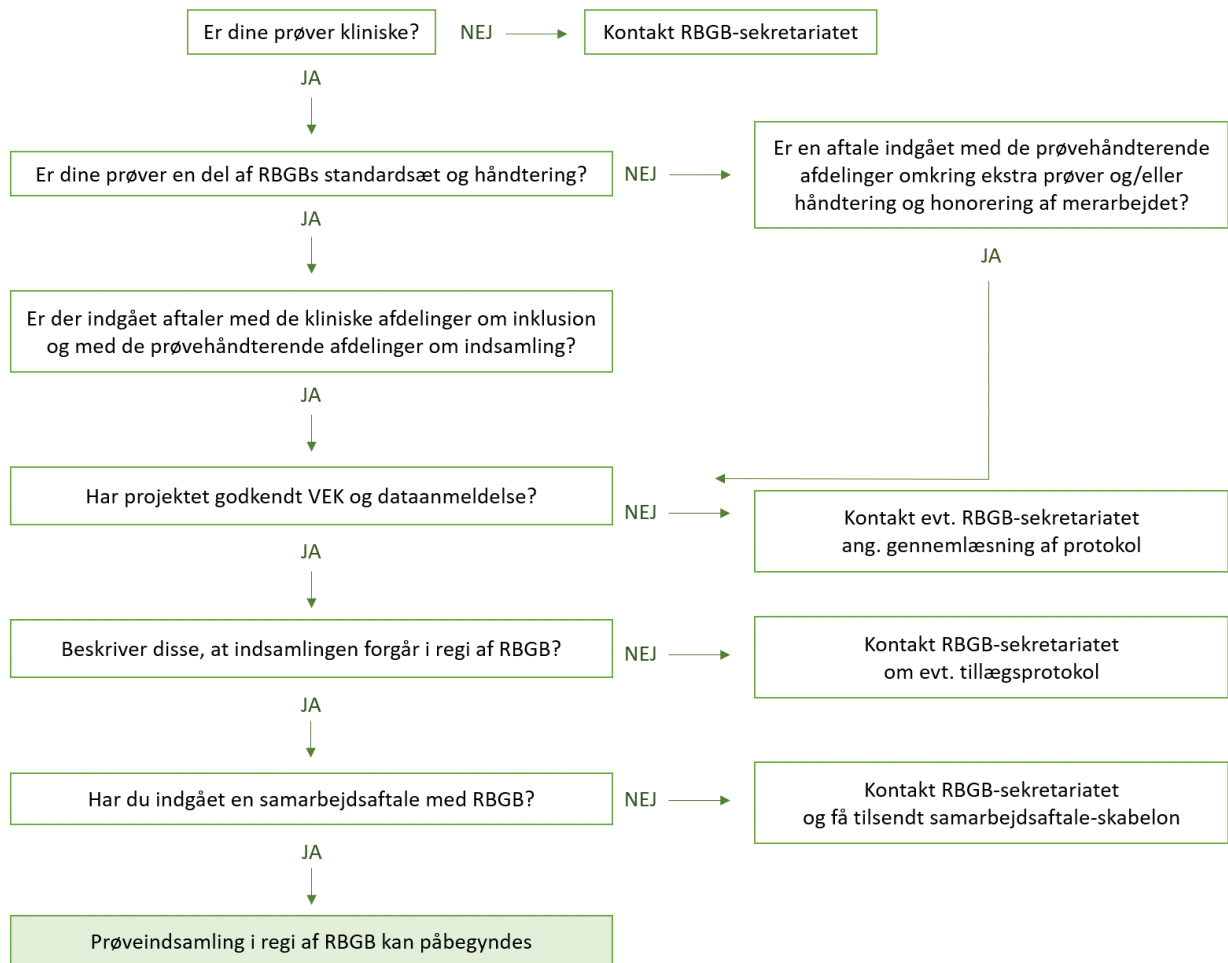 Er dine prøver kliniske?
NEJ
Kontakt RBGB-sekretariatet
JA
Er dine prøver en del af RBGBs standardsæt og håndtering?
NEJ
Er en aftale indgået med de prøvehåndterende
afdelinger omkring ekstra prøver og/eller
håndtering og honorering af merarbejdet?
JA
JA
Er der indgået aftaler med de kliniske afdelinger om inklusion
og med de prøvehåndterende afdelinger om indsamling?
JA
Har projektet godkendt VEK og dataanmeldelse?
NEJ
Kontakt evt. RBGB-sekretariatet
ang. gennemlæsning af protokol
JA
Beskriver disse, at indsamlingen forgår i regi af RBGB?
NEJ
Kontakt RBGB-sekretariatet
om evt. tillægsprotokol
JA
Har du indgået en samarbejdsaftale med RBGB?
NEJ
Kontakt RBGB-sekretariatet
og få tilsendt samarbejdsaftale-skabelon
JA
Prøveindsamling i regi af RBGB kan påbegyndes